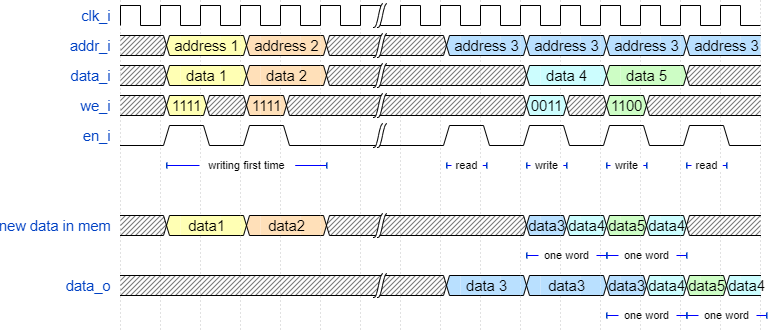 clk_i
addr_i address 1 address 2 address 3 address 3 address 3 address 3
data_i data 1 data 2 data 4 data 5
we_i 1111 1111 0011 1100
en_i
writing first time read write write read
new data in mem data1 data2 data3 data4 data5 data4
one word one word
data_o data 3 data3 data3 data4 data5 data4
one word one word